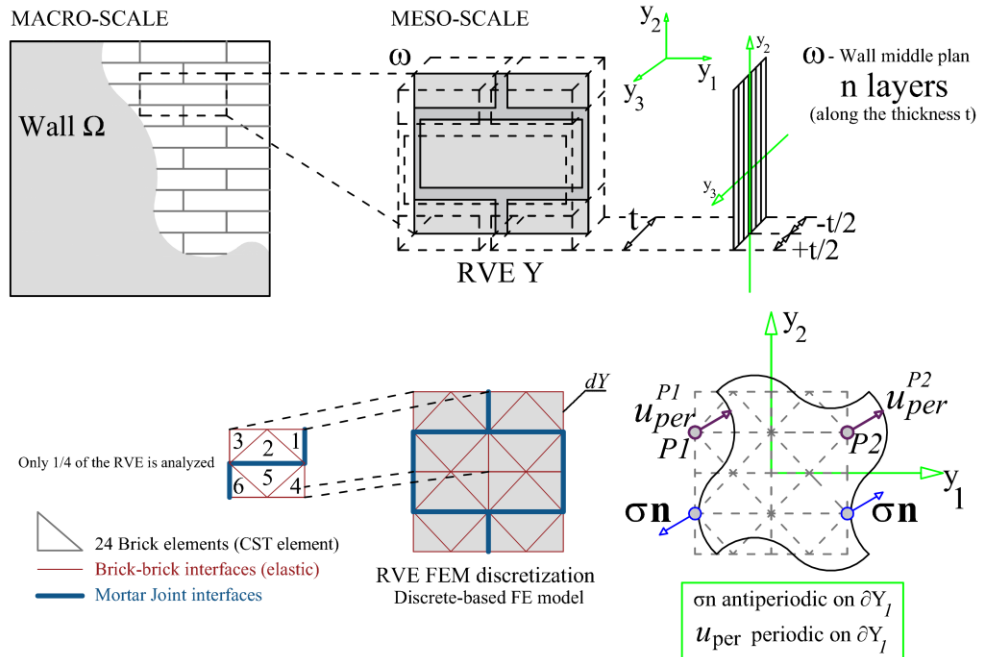 MACRO-SCALE
Wall Ω
MESO-SCALE
ω
RVE Y
t
y2
y1
y3
y2
y3
-t/2
+t/2
ω - Wall middle plan
n layers
(along the thickness t)
Only 1/4 of the RVE is analyzed
3 2 1
6 5 4
24 Brick elements (CST element)
Brick-brick interfaces (elastic)
Mortar Joint interfaces
dY
RVE FEM discretization
Discrete-based FE model
y2
y1
u per P1
P1
u per P2
P2
σn
σn
σn antiperiodic on ∂Y1
uper periodic on ∂Y1